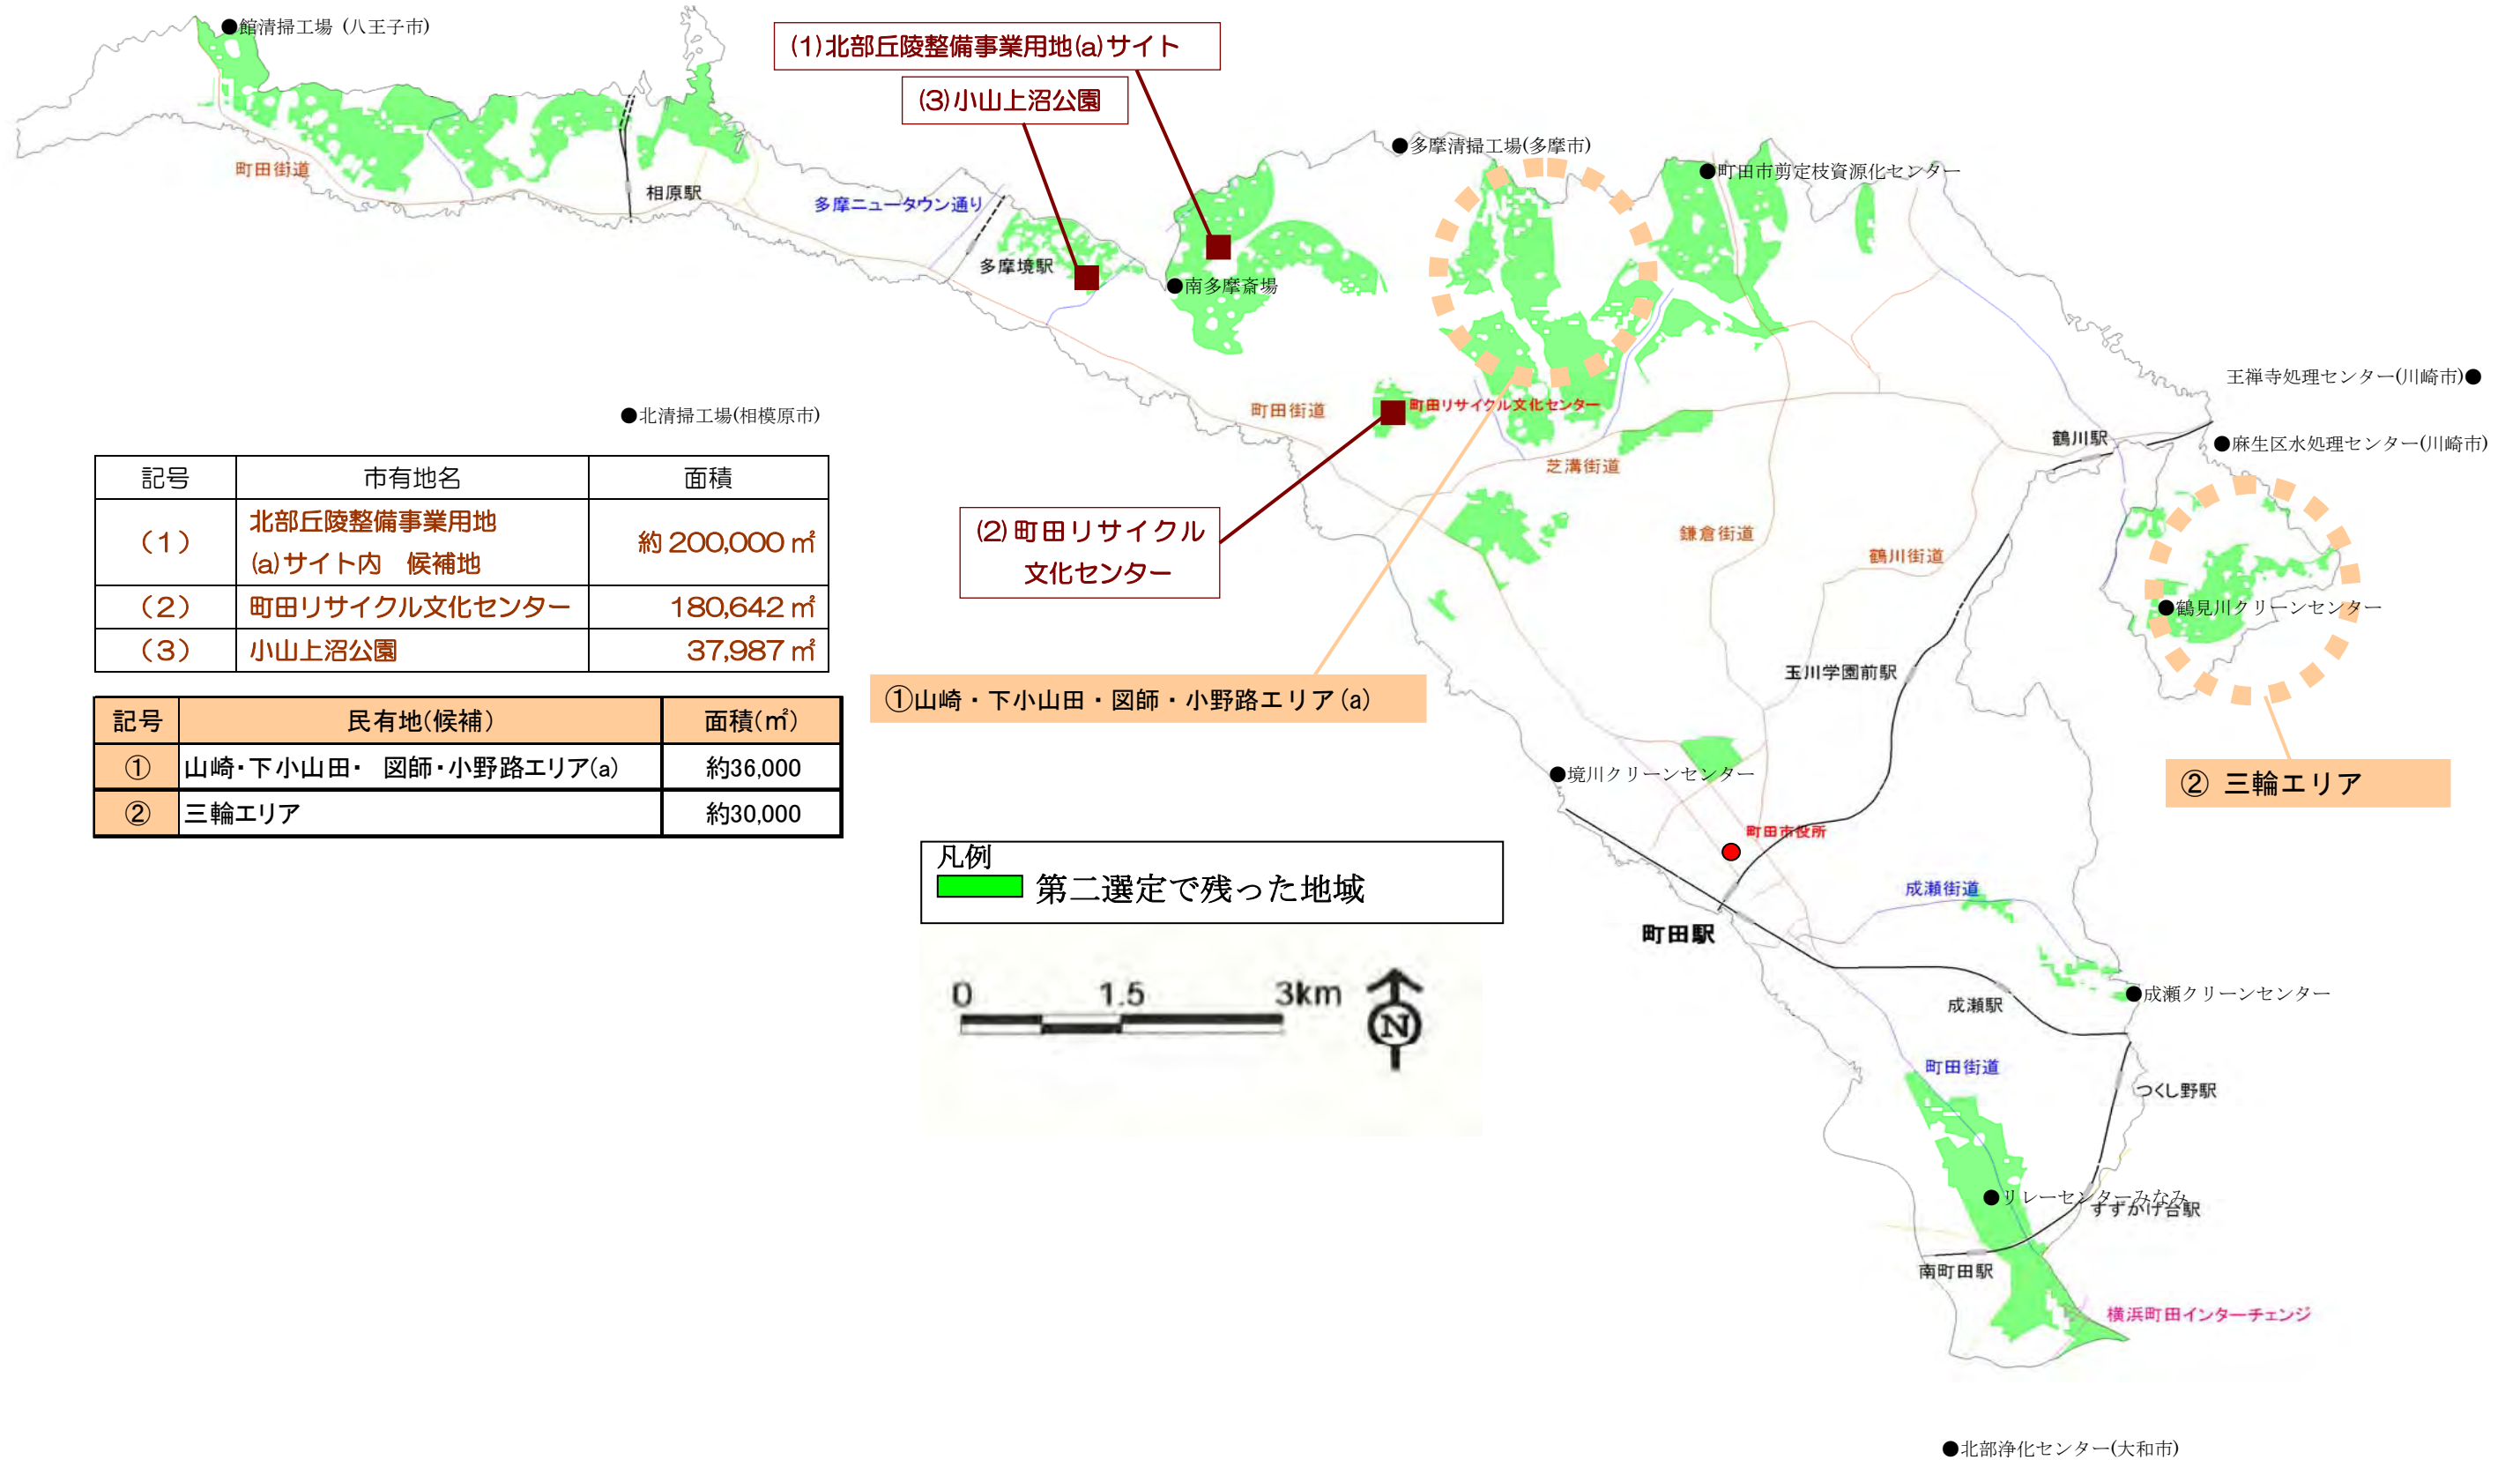 ●館清掃工場 (八王子市)
(1)北部丘陵整備事業用地(a)サイト
(3)小山上沼公園
●多摩清掃工場(多摩市)
●町田市剪定枝資源化センター
町田街道
相原駅
多摩ニュータウン通り
多摩境駅
●南多摩斎場
王禅寺処理センター(川崎市)●
●北清掃工場(相模原市)
町田街道
町田リサイクル文化センター
鶴川駅
●麻生区水処理センター(川崎市)
芝溝街道
記号 市有地名 面積
(1) 北部丘陵整備事業用地
(a)サイト内 候補地 約 200,000 ㎡
(2) 町田リサイクル文化センター 180,642 ㎡
(3) 小山上沼公園 37,987 ㎡
(2)町田リサイクル
文化センター
鎌倉街道
鶴川街道
●鶴見川クリーンセンター
玉川学園前駅
①山崎・下小山田・図師・小野路エリア(a)
記号 民有地(候補) 面積(㎡)
① 山崎・下小山田・ 図師・小野路エリア(a) 約36,000
② 三輪エリア 約30,000
●境川クリーンセンター
② 三輪エリア
町田市役所
凡例
第二選定で残った地域
成瀬街道
町田駅
0 1.5 3km
N
成瀬駅
●成瀬クリーンセンター
町田街道
つくし野駅
●リレーセンターみなみ
すずかけ台駅
南町田駅
横浜町田インターチェンジ
●北部浄化センター(大和市)